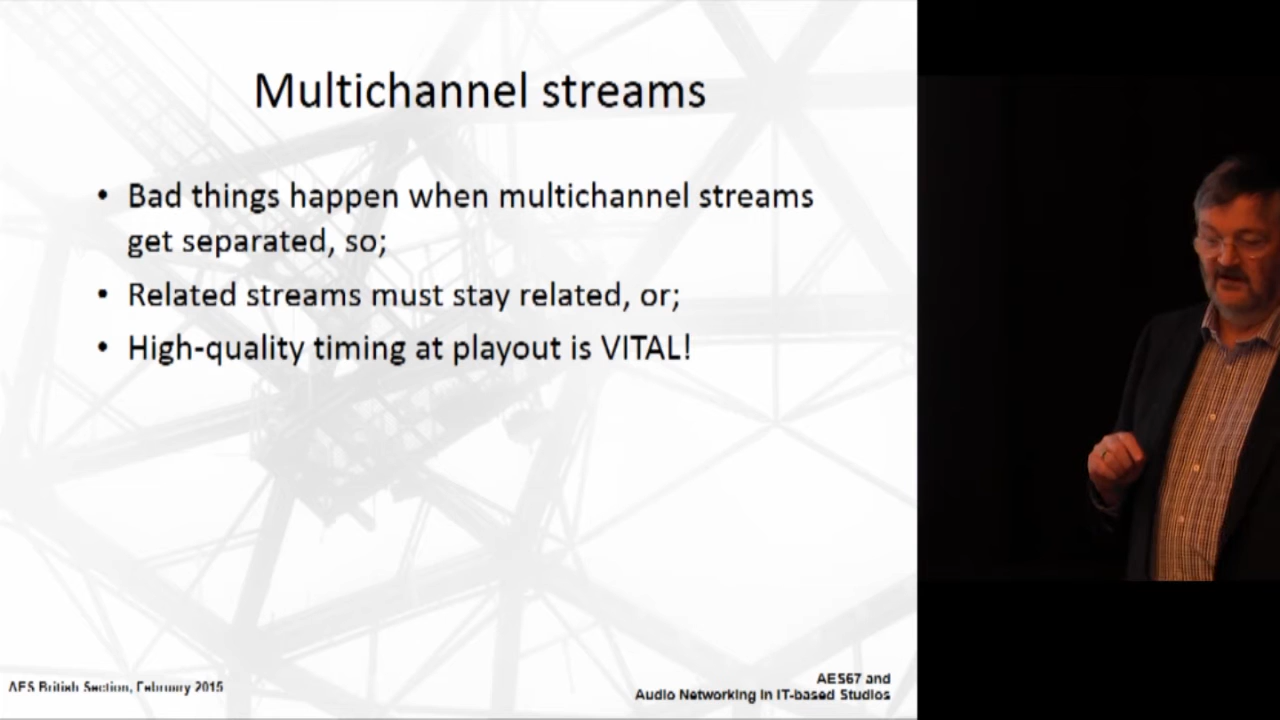 Multichannel streams
• Bad things happen when multichannel streams
get separated, so;
• Related streams must stay related, or;
• High-quality timing at playout is VITAL!
AES British Section, February 2015
AES67 and
Audio Networking in IT-based Studios